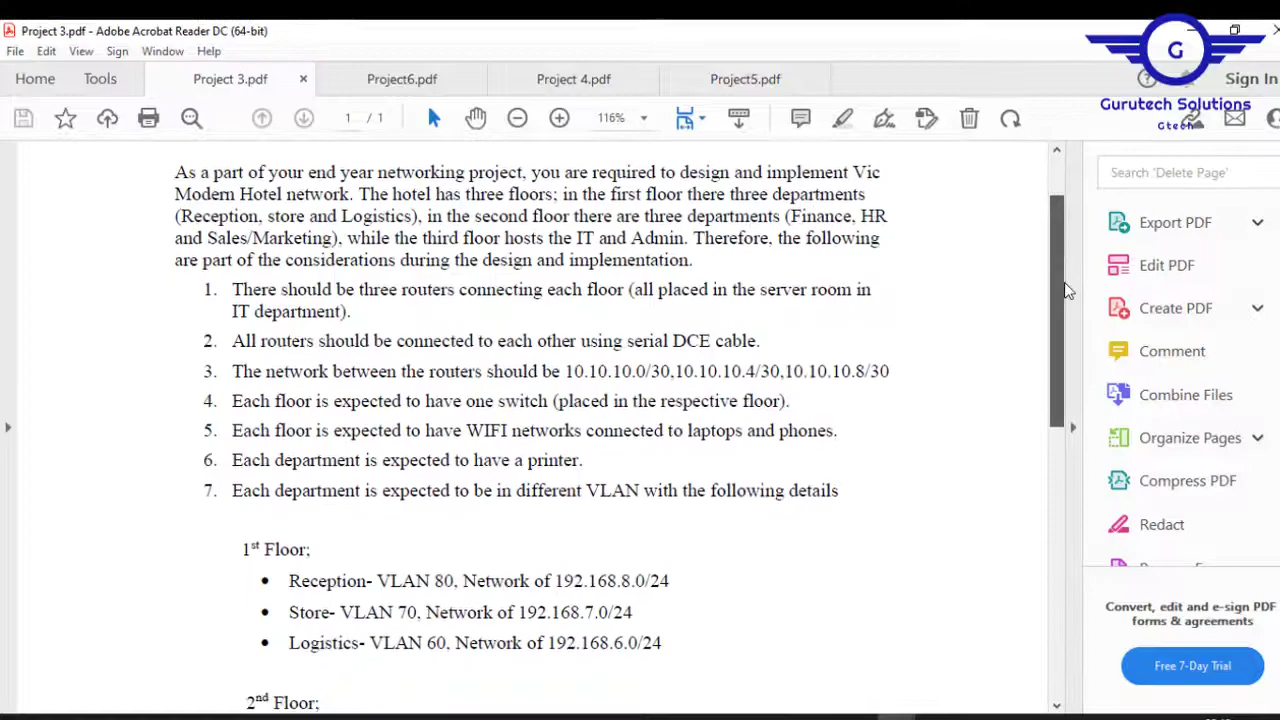 Project 3.pdf - Adobe Acrobat Reader DC (64-bit)
File Edit View Sign Window Help
Home Tools Project 3.pdf × Project6.pdf Project 4.pdf Project5.pdf Sign In
G
Gurutech Solutions
Gtech
1 / 1 116%
As a part of your end year networking project, you are required to design and implement Vic
Modern Hotel network. The hotel has three floors; in the first floor there three departments
(Reception, store and Logistics), in the second floor there are three departments (Finance, HR
and Sales/Marketing), while the third floor hosts the IT and Admin. Therefore, the following
are part of the considerations during the design and implementation.
1. There should be three routers connecting each floor (all placed in the server room in
IT department).
2. All routers should be connected to each other using serial DCE cable.
3. The network between the routers should be 10.10.10.0/30,10.10.10.4/30,10.10.10.8/30
4. Each floor is expected to have one switch (placed in the respective floor).
5. Each floor is expected to have WIFI networks connected to laptops and phones.
6. Each department is expected to have a printer.
7. Each department is expected to be in different VLAN with the following details
1st Floor;
• Reception- VLAN 80, Network of 192.168.8.0/24
• Store- VLAN 70, Network of 192.168.7.0/24
• Logistics- VLAN 60, Network of 192.168.6.0/24
2nd Floor;
Search 'Delete Page'
Export PDF
Edit PDF
Create PDF
Comment
Combine Files
Organize Pages
Compress PDF
Redact
Convert, edit and e-sign PDF
forms & agreements
Free 7-Day Trial